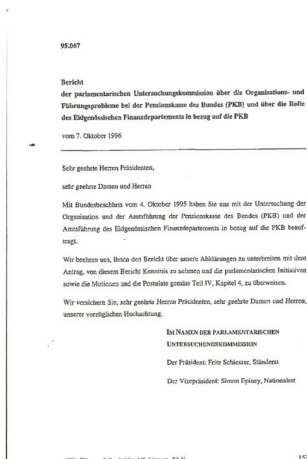 95.067
Bericht
der parlamentarischen Untersuchungskommission über die Organisations- und
Führungsprobleme bei der Pensionskasse des Bundes (PKB) und über die Rolle
des Eidgenössischen Finanzdepartements in bezug auf die PKB
vom 7. Oktober 1996
Sehr geehrte Herren Präsidenten,
sehr geehrte Damen und Herren
Mit Bundesbeschluss vom 4. Oktober 1995 haben Sie uns mit der Untersuchung der
Organisation und der Amtsführung der Pensionskasse des Bundes (PKB) und der
Amtsführung des Eidgenössischen Finanzdepartements in bezug auf die PKB beauf-
tragt.
Wir beehren uns, Ihnen den Bericht über unsere Abklärungen zu unterbreiten mit dem
Antrag, von diesem Bericht Kenntnis zu nehmen und die parlamentarischen Initiativen
sowie die Motionen und die Postulate gemäss Teil IV, Kapitel 4, zu überweisen.
Wir versichern Sie, sehr geehrte Herren Präsidenten, sehr geehrte Damen und Herren,
unserer vorzüglichen Hochachtung.
IM NAMEN DER PARLAMENTARISCHEN
UNTERSUCHUNGSKOMMISSION
Der Präsident: Fritz Schiesser, Ständerat
Der Vizepräsident: Simon Epiney, Nationalrat